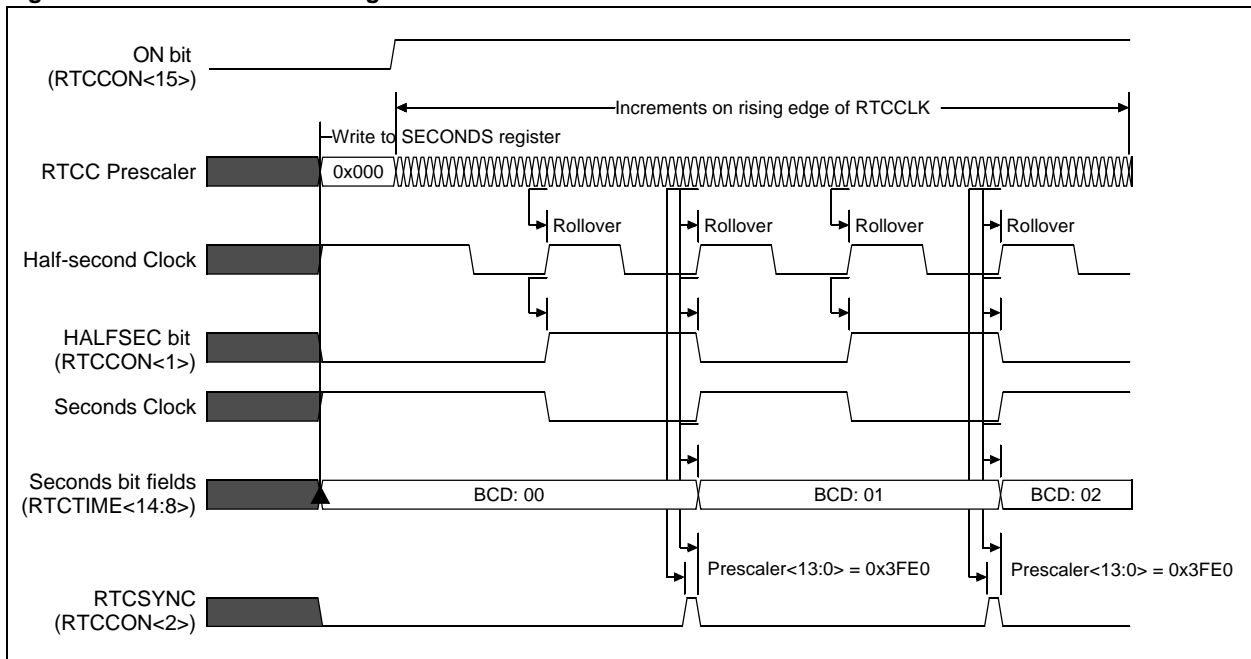 ON bit
(RTCCON<15>)
Increments on rising edge of RTCCLK
Write to SECONDS register
RTCC Prescaler
0x000
Rollover
Rollover
Rollover
Rollover
Half-second Clock
HALFSEC bit
(RTCCON<1>)
Seconds Clock
Seconds bit fields
(RTCTIME<14:8>)
BCD: 00
BCD: 01
BCD: 02
Prescaler<13:0> = 0x3FE0
Prescaler<13:0> = 0x3FE0
RTCSYNC
(RTCCON<2>)